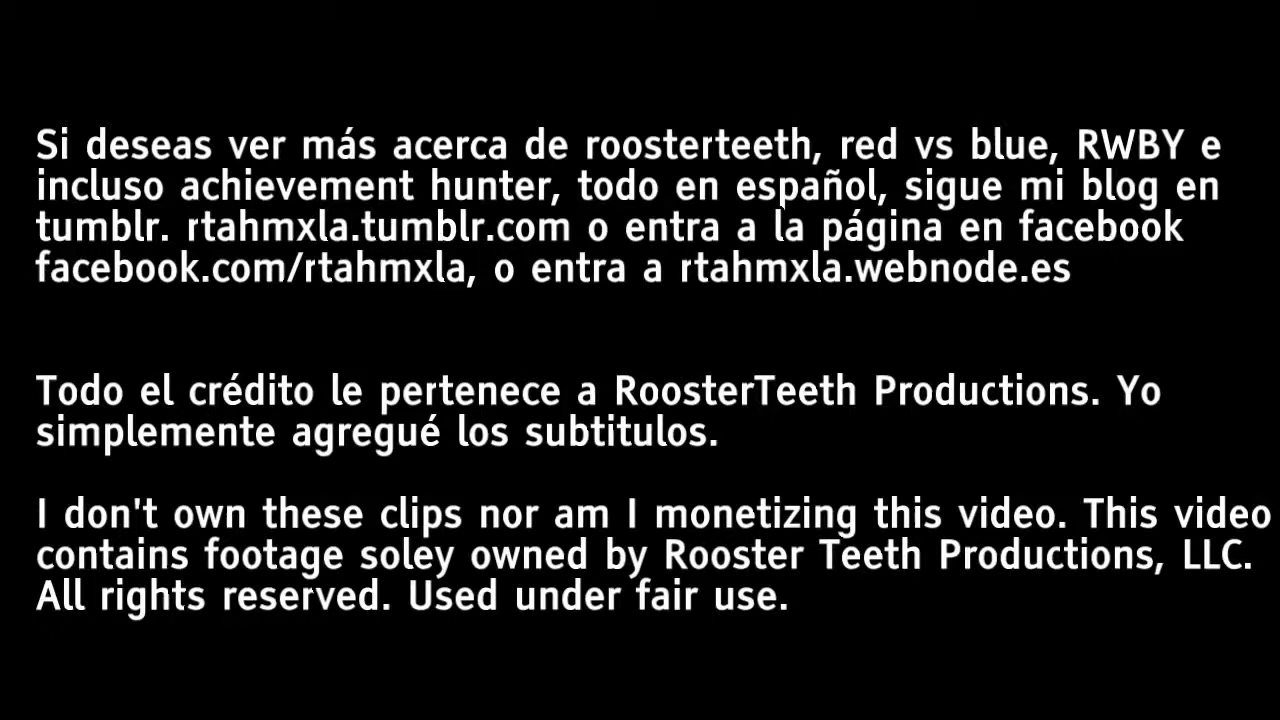 Si deseas ver más acerca de roosterteeth, red vs blue, RWBY e
incluso achievement hunter, todo en español, sigue mi blog en
tumblr. rtahmxla.tumblr.com o entra a la página en facebook
facebook.com/rtahmxla, o entra a rtahmxla.webnode.es
Todo el crédito le pertenece a RoosterTeeth Productions. Yo
simplemente agregué los subtitulos.
I don't own these clips nor am I monetizing this video. This video
contains footage soley owned by Rooster Teeth Productions, LLC.
All rights reserved. Used under fair use.